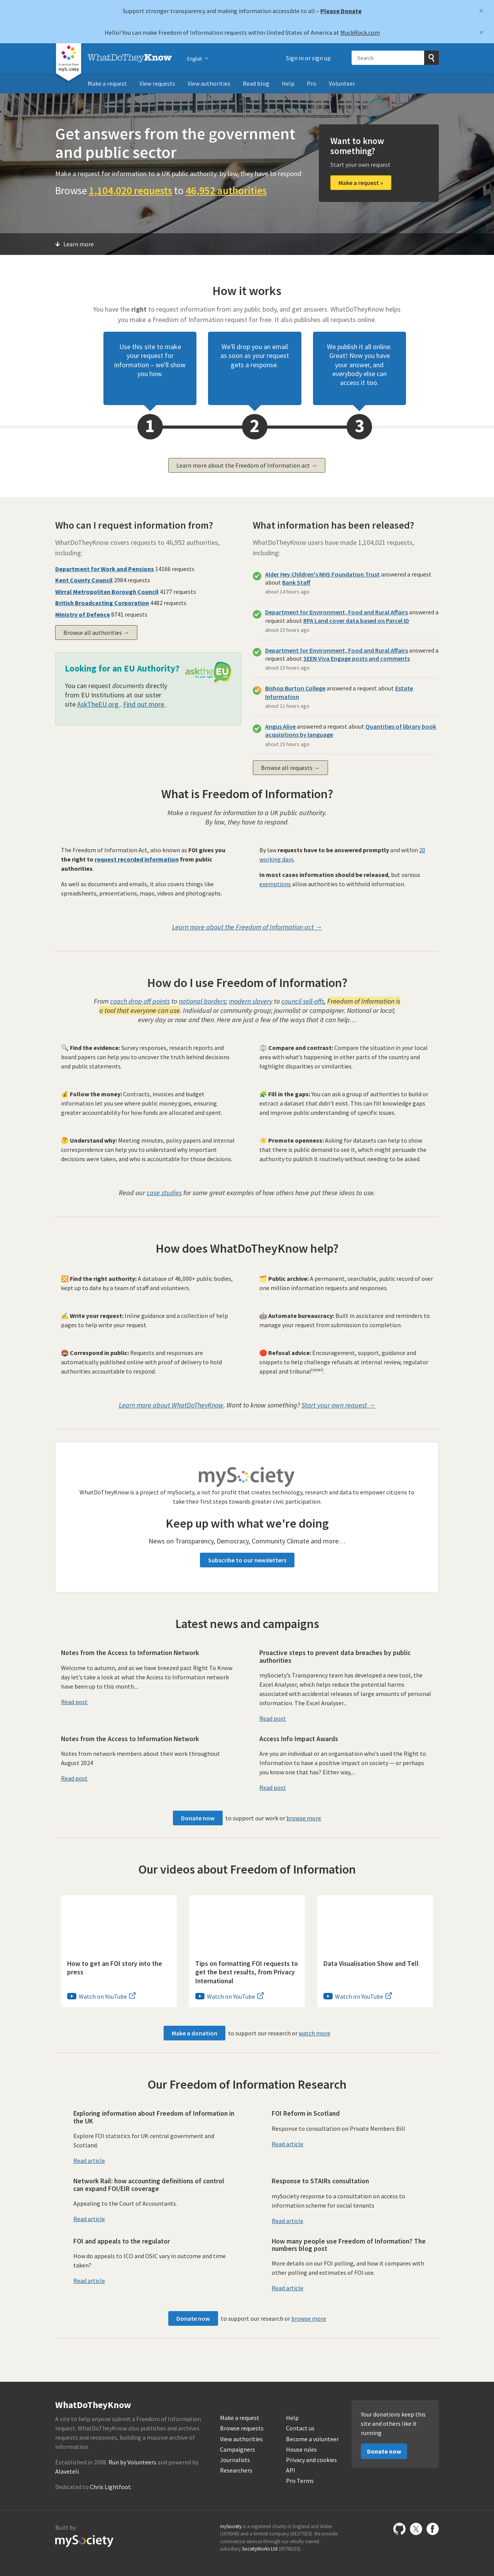 Support stronger transparency and making information accessible to all – Please Donate
×
Hello! You can make Freedom of Information requests within United States of America at MuckRock.com
×
A service from
mySociety
WhatDoTheyKnow
English
Sign in or sign up
Search
Make a request
View requests
View authorities
Read blog
Help
Pro
Volunteer
Get answers from the government
and public sector
Make a request for information to a UK public authority: by law, they have to respond
Browse 1,104,020 requests to 46,952 authorities
Want to know
something?
Start your own request
Make a request »
Learn more
How it works
You have the right to request information from any public body, and get answers. WhatDoTheyKnow helps
you make a Freedom of Information request for free. It also publishes all requests online.
Use this site to make
your request for
information – we'll show
you how.
We'll drop you an email
as soon as your request
gets a response.
We publish it all online.
Great! Now you have
your answer, and
everybody else can
access it too.
1
2
3
Learn more about the Freedom of Information act →
Who can I request information from?
WhatDoTheyKnow covers requests to 46,952 authorities,
including:
Department for Work and Pensions 14166 requests
Kent County Council 2984 requests
Wirral Metropolitan Borough Council 4177 requests
British Broadcasting Corporation 4482 requests
Ministry of Defence 8741 requests
Browse all authorities →
Looking for an EU Authority?
asktheEU
You can request documents directly
from EU Institutions at our sister
site AskTheEU.org . Find out more .
What information has been released?
WhatDoTheyKnow users have made 1,104,021 requests,
including:
Alder Hey Children's NHS Foundation Trust answered a request
about Bank Staff
about 14 hours ago
Department for Environment, Food and Rural Affairs answered a
request about RPA Land cover data based on Parcel ID
about 15 hours ago
Department for Environment, Food and Rural Affairs answered a
request about SEEN Viva Engage posts and comments
about 15 hours ago
Bishop Burton College answered a request about Estate
Information
about 11 hours ago
Angus Alive answered a request about Quantities of library book
acquisitions by language
about 15 hours ago
Browse all requests →
What is Freedom of Information?
Make a request for information to a UK public authority.
By law, they have to respond.
The Freedom of Information Act, also known as FOI gives you
the right to request recorded information from public
authorities.
As well as documents and emails, it also covers things like
spreadsheets, presentations, maps, videos and photographs.
By law requests have to be answered promptly and within 20
working days.
In most cases information should be released, but various
exemptions allow authorities to withhold information.
Learn more about the Freedom of Information act →
How do I use Freedom of Information?
From coach drop off points to national borders; modern slavery to council sell-offs, Freedom of Information is
a tool that everyone can use. Individual or community group; journalist or campaigner. National or local;
every day or now and then. Here are just a few of the ways that it can help…
Find the evidence: Survey responses, research reports and
board papers can help you to uncover the truth behind decisions
and public statements.
Compare and contrast: Compare the situation in your local
area with what's happening in other parts of the country and
highlight disparities or similarities.
Follow the money: Contracts, invoices and budget
information let you see where public money goes, ensuring
greater accountability for how funds are allocated and spent.
Fill in the gaps: You can ask a group of authorities to build or
extract a dataset that didn't exist. This can fill knowledge gaps
and improve public understanding of specific issues.
Understand why: Meeting minutes, policy papers and internal
correspondence can help you to understand why important
decisions were taken, and who is accountable for those decisions.
Promote openness: Asking for datasets can help to show
that there is public demand to see it, which might persuade the
authority to publish it routinely without needing to be asked.
Read our case studies for some great examples of how others have put these ideas to use.
How does WhatDoTheyKnow help?
Find the right authority: A database of 46,000+ public bodies,
kept up to date by a team of staff and volunteers.
Public archive: A permanent, searchable, public record of over
one million information requests and responses.
Write your request: Inline guidance and a collection of help
pages to help write your request.
Automate bureaucracy: Built in assistance and reminders to
manage your request from submission to completion.
Correspond in public: Requests and responses are
automatically published online with proof of delivery to hold
authorities accountable to respond.
Refusal advice: Encouragement, support, guidance and
snippets to help challenge refusals at internal review, regulator
appeal and tribunal
Learn more about WhatDoTheyKnow. Want to know something? Start your own request →
mySociety
WhatDoTheyKnow is a project of mySociety, a not for profit that creates technology, research and data to empower citizens to
take their first steps towards greater civic participation.
Keep up with what we're doing
News on Transparency, Democracy, Community Climate and more…
Subscribe to our newsletters
Latest news and campaigns
Notes from the Access to Information Network
Welcome to autumn, and as we have breezed past Right To Know
day let's take a look at what the Access to Information network
have been up to this month...
Read post
Proactive steps to prevent data breaches by public
authorities
mySociety's Transparency team has developed a new tool, the
Excel Analyser, which helps reduce the potential harms
associated with accidental releases of large amounts of personal
information. The Excel Analyser...
Read post
Notes from the Access to Information Network
Notes from network members about their work throughout
August 2024
Read post
Access Info Impact Awards
Are you an individual or an organisation who's used the Right to
Information to have a positive impact on society — or perhaps
you know one that has? Either way,...
Read post
Donate now to support our work or browse more
Our videos about Freedom of Information
How to get an FOI story into the
press
Watch on YouTube
Tips on formatting FOI requests to
get the best results, from Privacy
International
Watch on YouTube
Data Visualisation Show and Tell
Watch on YouTube
Make a donation to support our research or watch more
Our Freedom of Information Research
Exploring information about Freedom of Information in
the UK
Explore FOI statistics for UK central government and
Scotland.
Read article
FOI Reform in Scotland
Response to consultation on Private Members Bill
Read article
Network Rail: how accounting definitions of control
can expand FOI/EIR coverage
Appealing to the Court of Accountants.
Read article
Response to STAIRs consultation
mySociety response to a consultation on access to
information scheme for social tenants
Read article
FOI and appeals to the regulator
How do appeals to ICO and OSIC vary in outcome and time
taken?
Read article
How many people use Freedom of Information? The
numbers blog post
More details on our FOI polling, and how it compares with
other polling and estimates of FOI use.
Read article
Donate now to support our research or browse more
WhatDoTheyKnow
A site to help anyone submit a Freedom of Information
request. WhatDoTheyKnow also publishes and archives
requests and responses, building a massive archive of
information.
Established in 2008. Run by Volunteers and powered by
Alaveteli.
Dedicated to Chris Lightfoot.
Make a request
Browse requests
View authorities
Campaigners
Journalists
Researchers
Help
Contact us
Become a volunteer
House rules
Privacy and cookies
API
Pro Terms
Your donations keep this
site and others like it
running
Donate now
Built by
mySociety
mySociety is a registered charity in England and Wales
(1076346) and a limited company (03277032). We provide
commercial services through our wholly owned
subsidiary SocietyWorks Ltd (05798215).